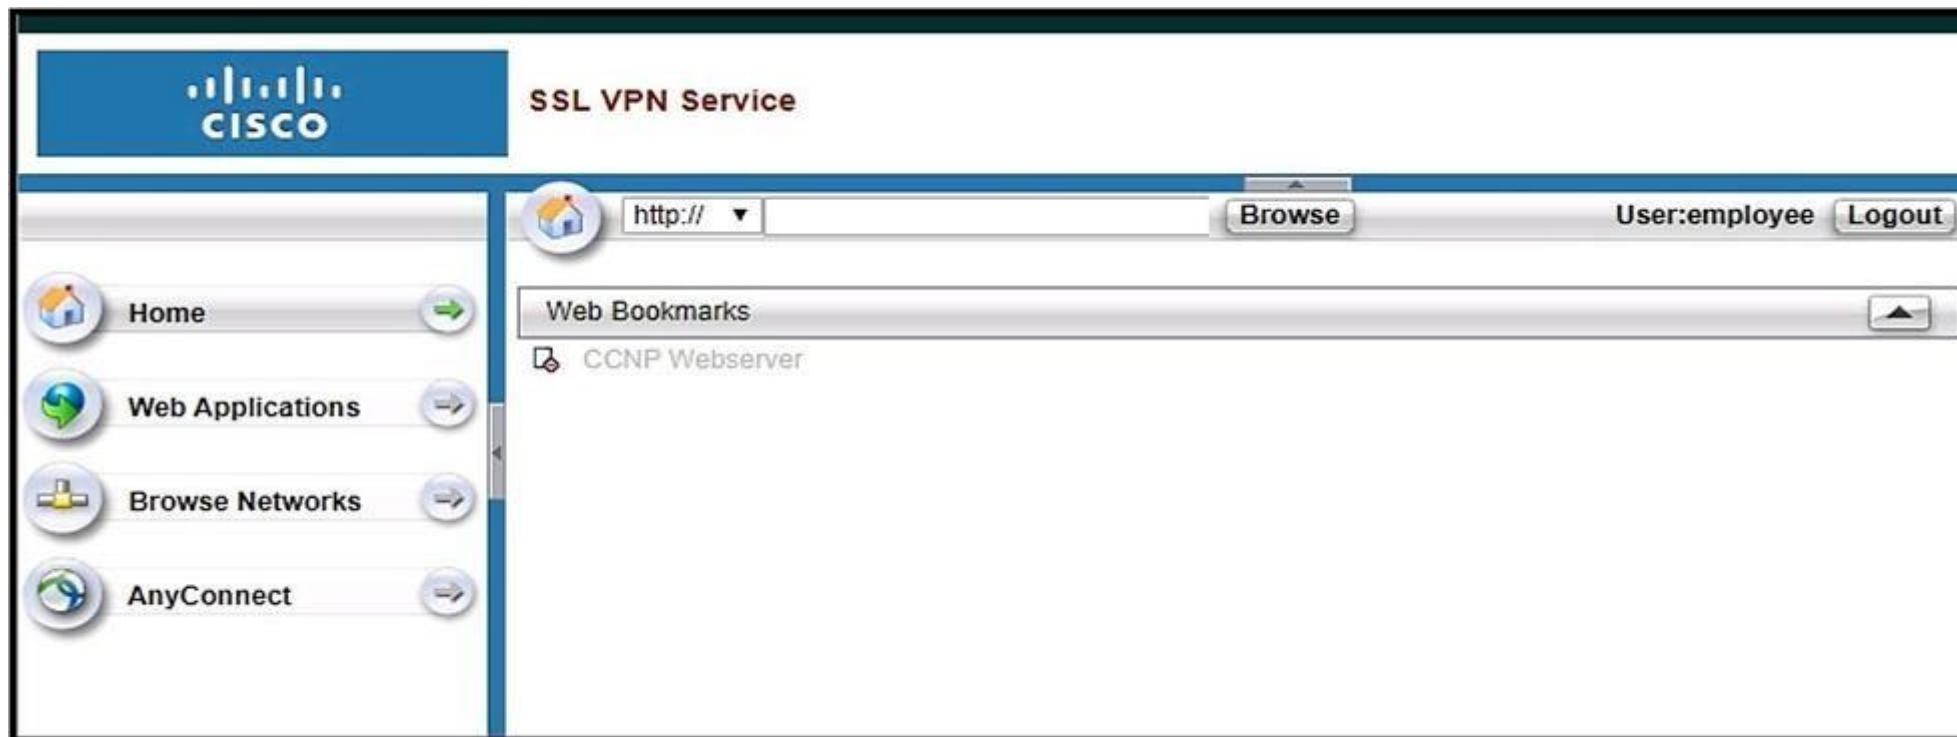 CISCO
SSL VPN Service
http://
Browse
User:employee
Logout
Home
Web Applications
Browse Networks
AnyConnect
Web Bookmarks
CCNP Webserver